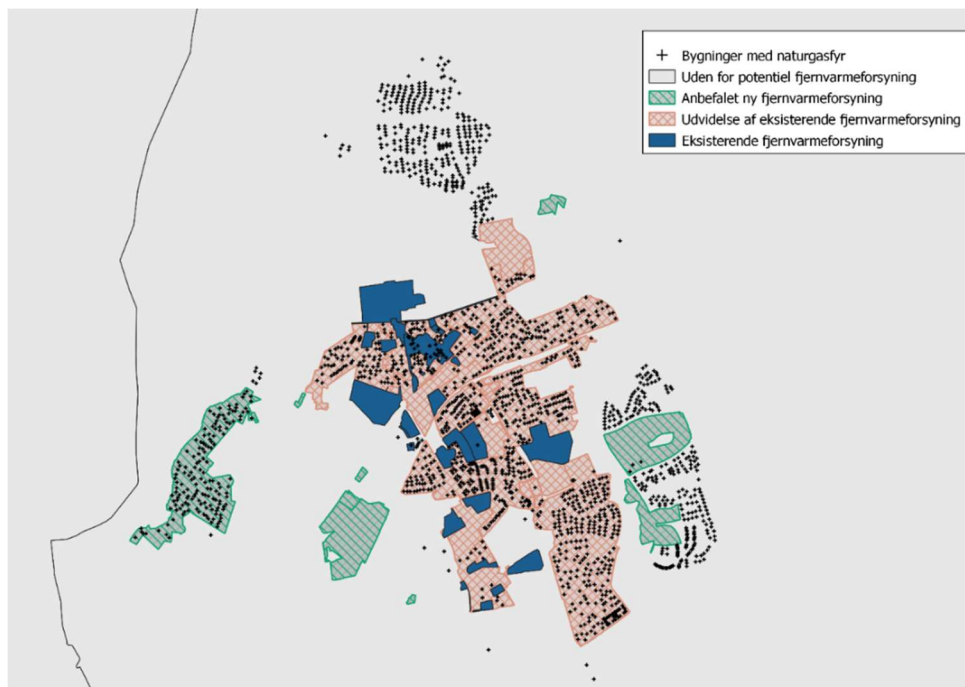 Bygninger med naturgasfyr
Uden for potentiel fjernvarmeforsyning
Anbefalet ny fjernvarmeforsyning
Udvidelse af eksisterende fjernvarmeforsyning
Eksisterende fjernvarmeforsyning